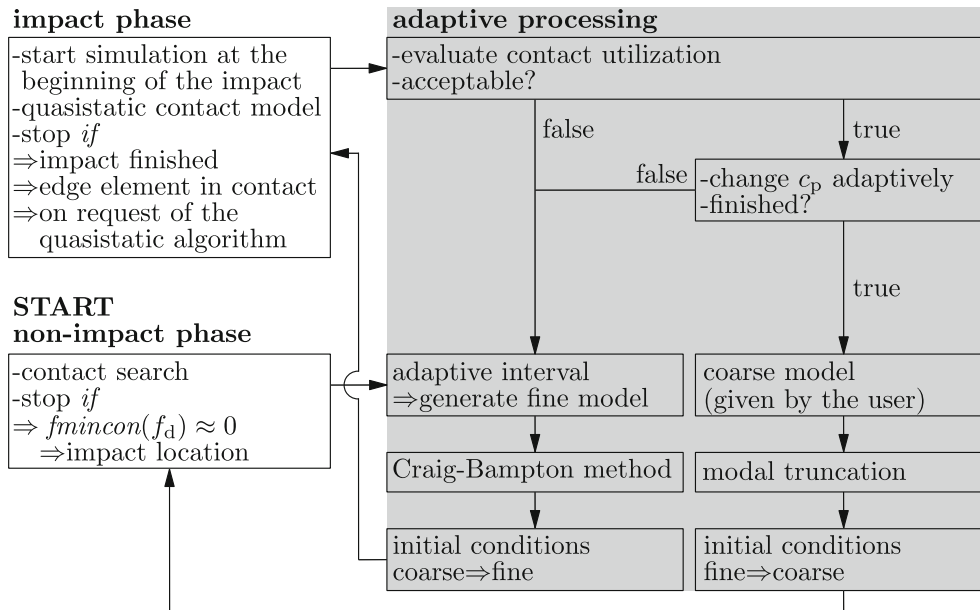 impact phase
-start simulation at the
beginning of the impact
-quasistatic contact model
-stop if
⇒impact finished
⇒edge element in contact
⇒on request of the
quasistatic algorithm
START
non-impact phase
-contact search
-stop if
⇒ fmincon(f_d) ≈ 0
⇒impact location
adaptive processing
-evaluate contact utilization
-acceptable?
false
true
false
-change c_p adaptively
-finished?
true
adaptive interval
⇒generate fine model
coarse model
(given by the user)
Craig-Bampton method
modal truncation
initial conditions
coarse⇒fine
initial conditions
fine⇒coarse